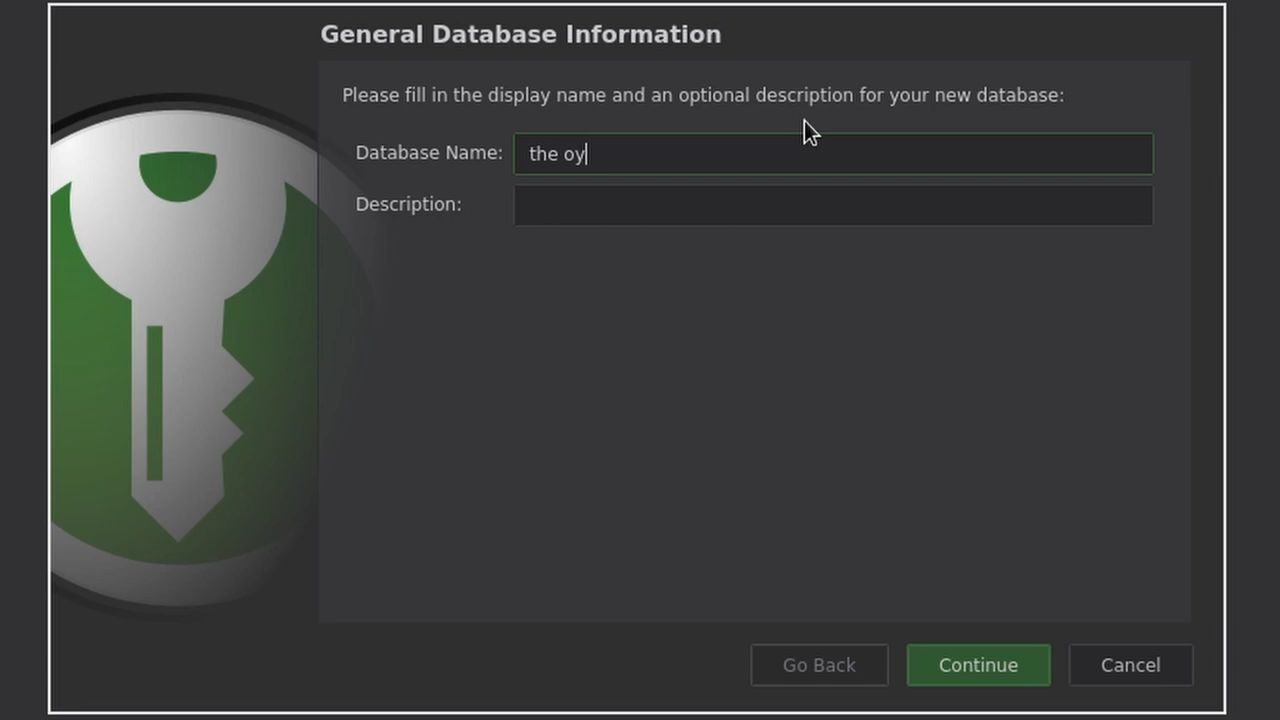 General Database Information
Please fill in the display name and an optional description for your new database:
Database Name: the oy
Description:
Go Back Continue Cancel